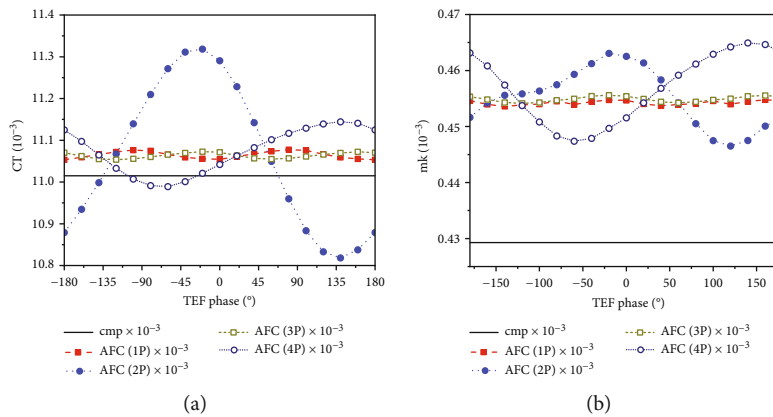 11.4
11.3
11.2
11.1
11.0
10.9
10.8
CT (10⁻³)
−180 −135 −90 −45 0 45 90 135 180
TEF phase (°)
cmp × 10⁻³
AFC (1P) × 10⁻³
AFC (2P) × 10⁻³
AFC (3P) × 10⁻³
AFC (4P) × 10⁻³
(a)
0.47
0.46
0.45
0.44
0.43
mk (10⁻³)
−150 −100 −50 0 50 100 150
TEF phase (°)
cmp × 10⁻³
AFC (1P) × 10⁻³
AFC (2P) × 10⁻³
AFC (3P) × 10⁻³
AFC (4P) × 10⁻³
(b)